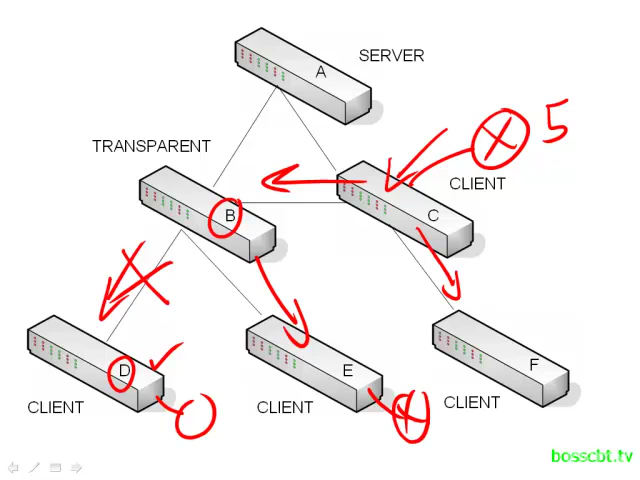 SERVER
A
TRANSPARENT
X 5
CLIENT
B
C
D
E
F
CLIENT
CLIENT
CLIENT
bosscbt.tv